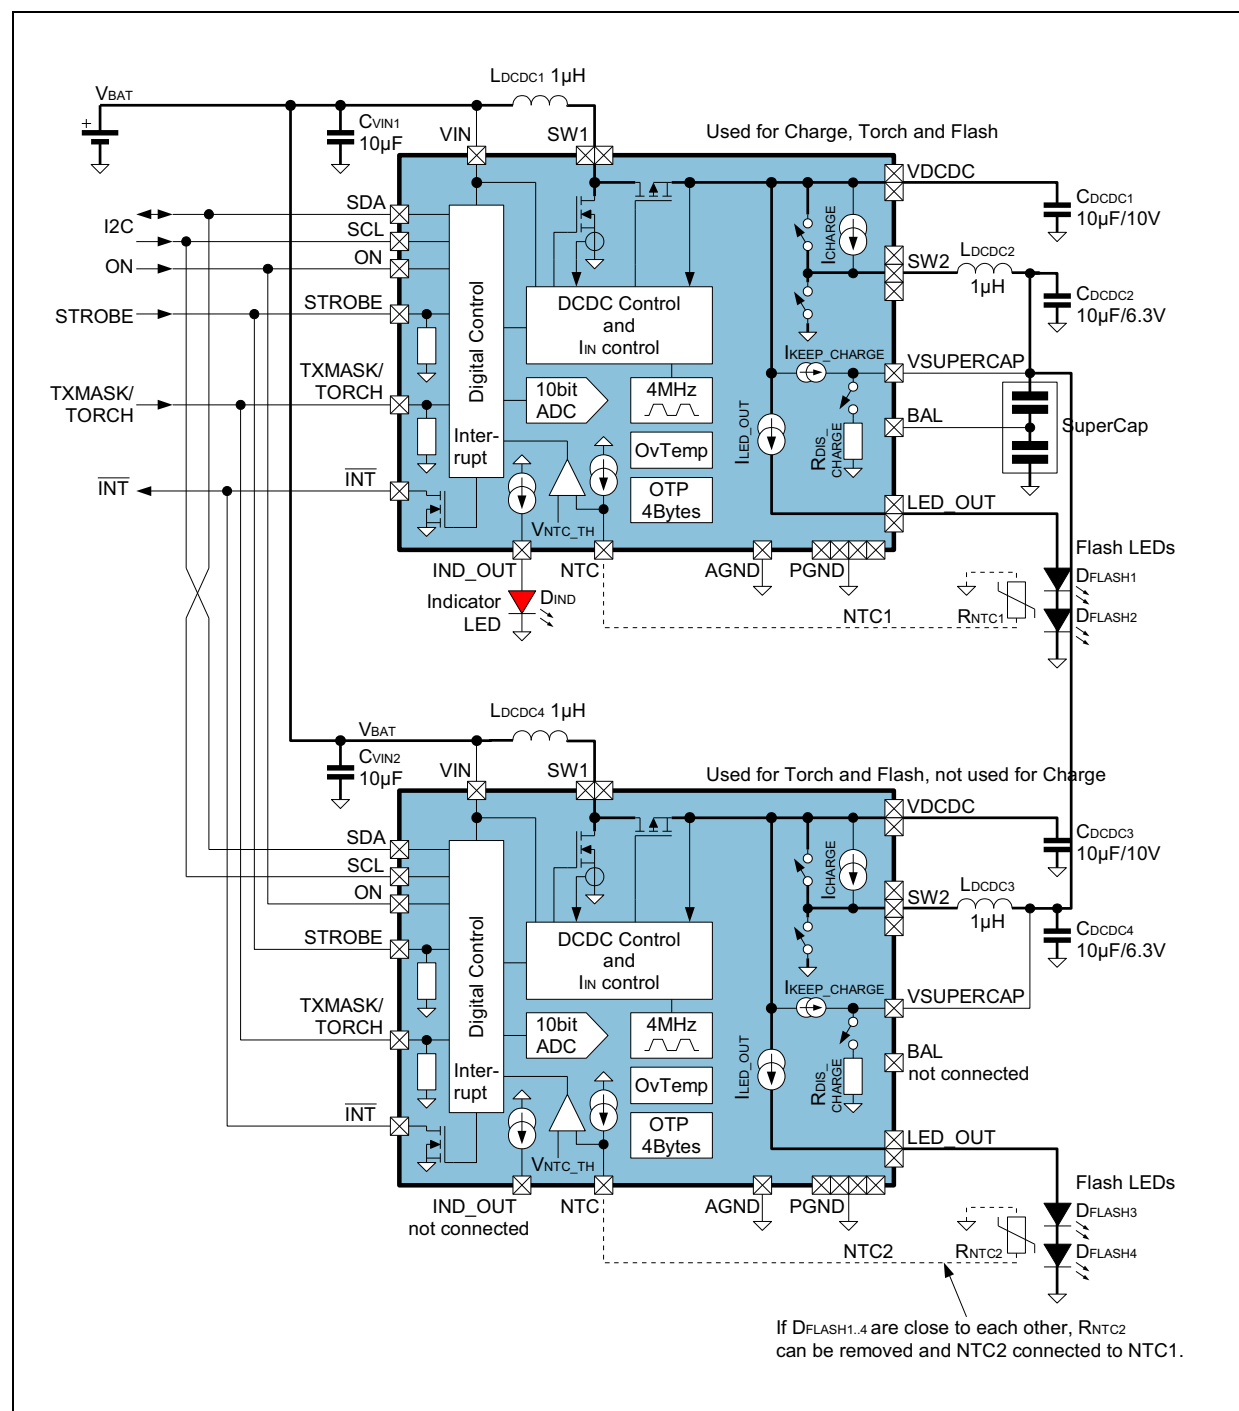 LDCDC1 1µH
VBAT
+
CVIN1
10µF
VIN
SW1
Used for Charge, Torch and Flash
VDCDC
SDA
I2C
SCL
ON
ON
STROBE
STROBE
TXMASK/
TORCH
TXMASK/
TORCH
INT
INT
Digital Control
Inter-
rupt
DCDC Control
and
IIN control
10bit
ADC
4MHz
OvTemp
OTP
4Bytes
VNTC_TH
ICHARGE
IKEEP_CHARGE
ILED_OUT
RDIS_
CHARGE
CDCDC1
10µF/10V
SW2
LDCDC2
1µH
CDCDC2
10µF/6.3V
VSUPERCAP
BAL
SuperCap
LED_OUT
Flash LEDs
DFLASH1
DFLASH2
IND_OUT
NTC
AGND
PGND
Indicator
LED
DIND
NTC1
RNTC1
LDCDC4 1µH
VBAT
CVIN2
10µF
VIN
SW1
Used for Torch and Flash, not used for Charge
VDCDC
SDA
SCL
ON
STROBE
TXMASK/
TORCH
INT
Digital Control
Inter-
rupt
DCDC Control
and
IIN control
10bit
ADC
4MHz
OvTemp
OTP
4Bytes
VNTC_TH
ICHARGE
IKEEP_CHARGE
ILED_OUT
RDIS_
CHARGE
CDCDC3
10µF/10V
SW2
LDCDC3
1µH
CDCDC4
10µF/6.3V
VSUPERCAP
BAL
not connected
LED_OUT
Flash LEDs
DFLASH3
DFLASH4
IND_OUT
not connected
NTC
AGND
PGND
NTC2
RNTC2
If DFLASH1..4 are close to each other, RNTC2
can be removed and NTC2 connected to NTC1.